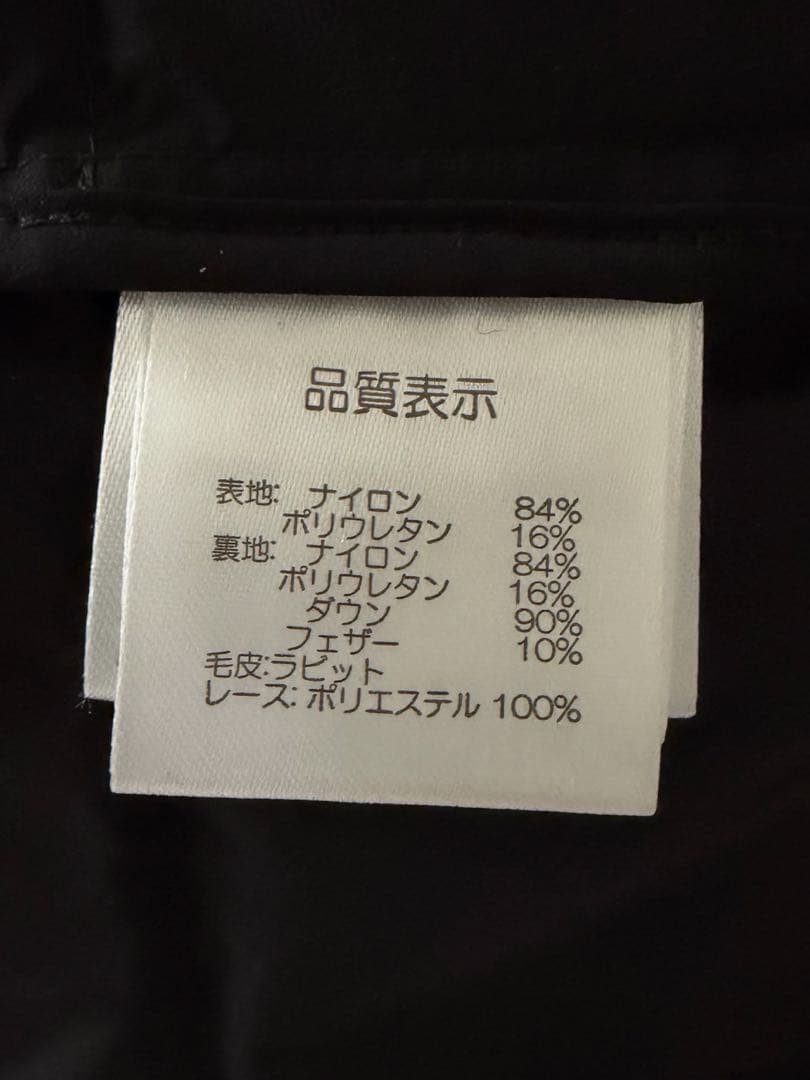 品質表示
表地: ナイロン 84%
ポリウレタン 16%
裏地: ナイロン 84%
ポリウレタン 16%
ダウン 90%
フェザー 10%
毛皮:ラビット
レース: ポリエステル 100%